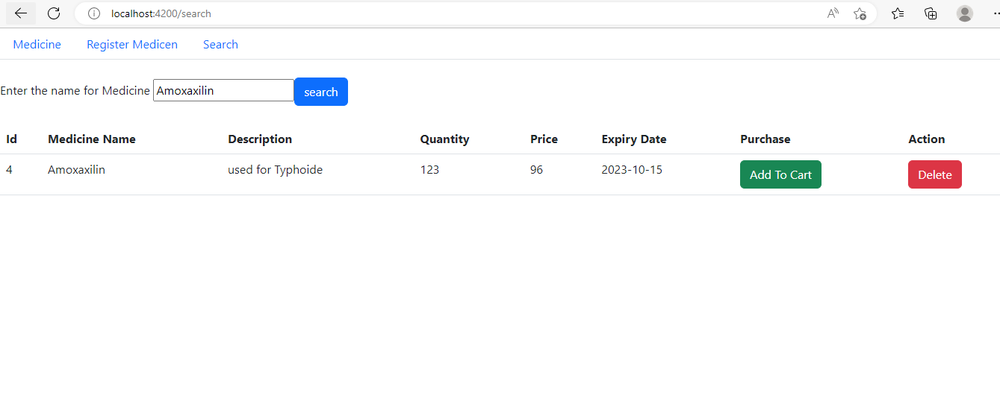 localhost:4200/search
Medicine Register Medicen Search
Enter the name for Medicine Amoxaxilin search
Id Medicine Name Description Quantity Price Expiry Date Purchase Action
4 Amoxaxilin used for Typhoide 123 96 2023-10-15 Add To Cart Delete